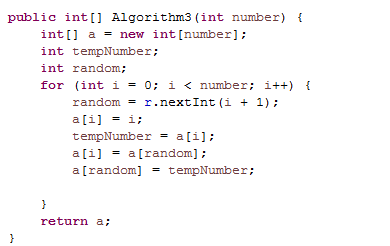 public int[] Algorithm3(int number) {
    int[] a = new int[number];
    int tempNumber;
    int random;
    for (int i = 0; i < number; i++) {
        random = r.nextInt(i + 1);
        a[i] = i;
        tempNumber = a[i];
        a[i] = a[random];
        a[random] = tempNumber;

    }
    return a;
}